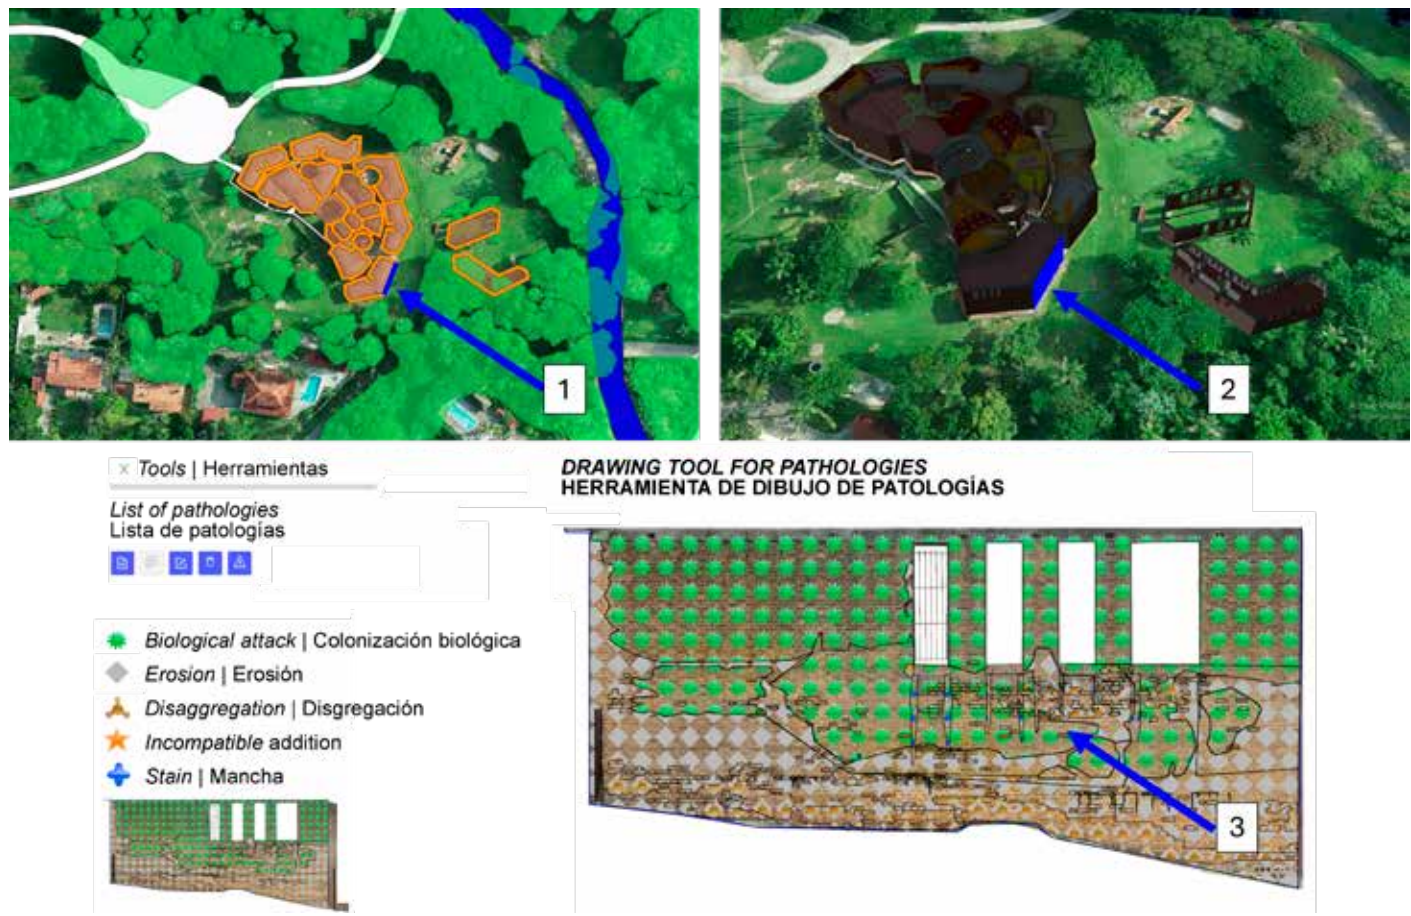 1
2
x Tools | Herramientas
List of pathologies
Lista de patologías
Biological attack | Colonización biológica
Erosion | Erosión
Disaggregation | Disgregación
Incompatible addition
Stain | Mancha
DRAWING TOOL FOR PATHOLOGIES
HERRAMIENTA DE DIBUJO DE PATOLOGÍAS
3